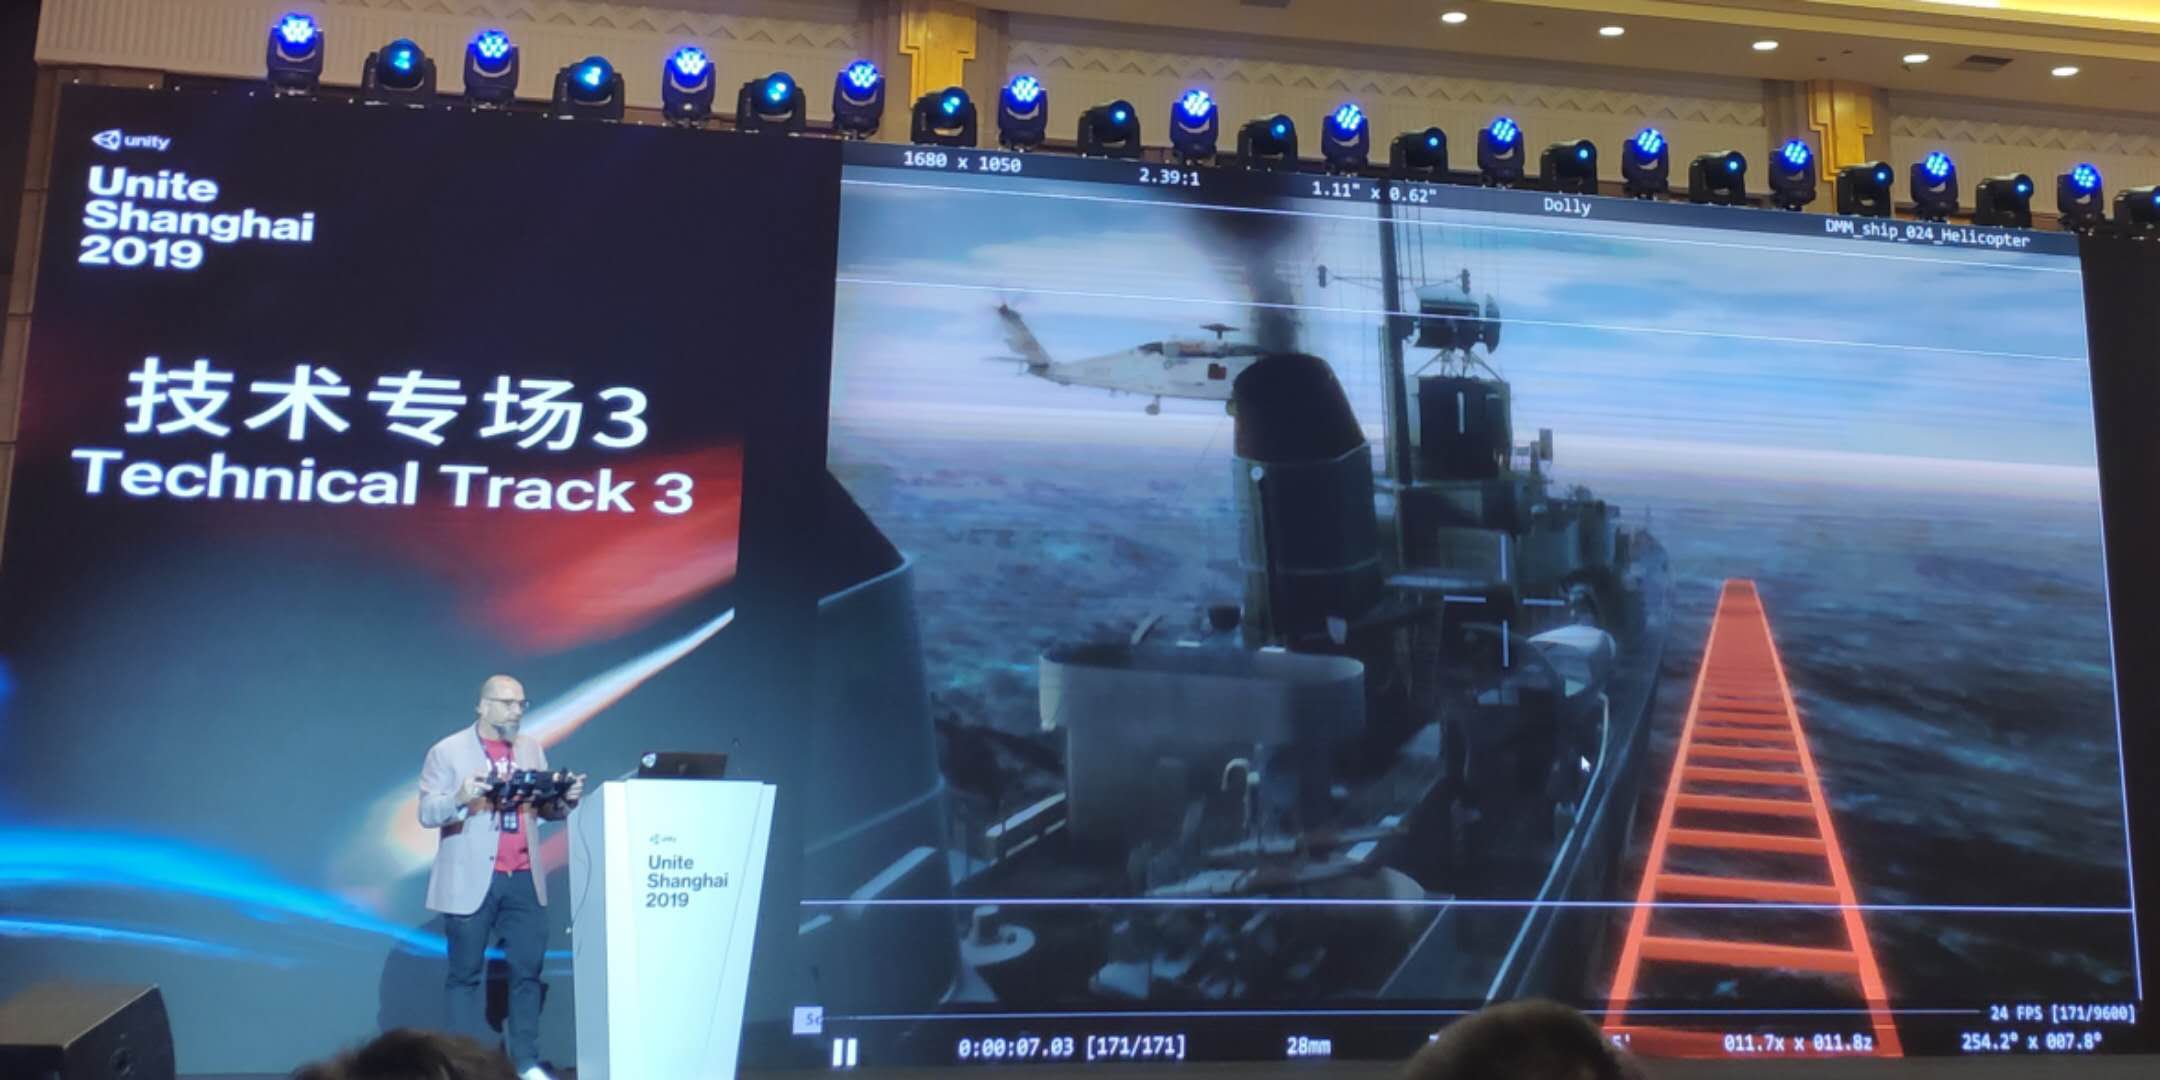 unity
Unite
Shanghai
2019
技术专场3
Technical Track 3
1680 x 1050
2.39:1
1.11" x 0.62"
Dolly
DMM_ship_024_Helicopter
24 FPS [171/9600]
0:00:07.03 [171/171]
28mm
011.7x x 011.8z
254.2° x 007.8°
unity
Unite
Shanghai
2019